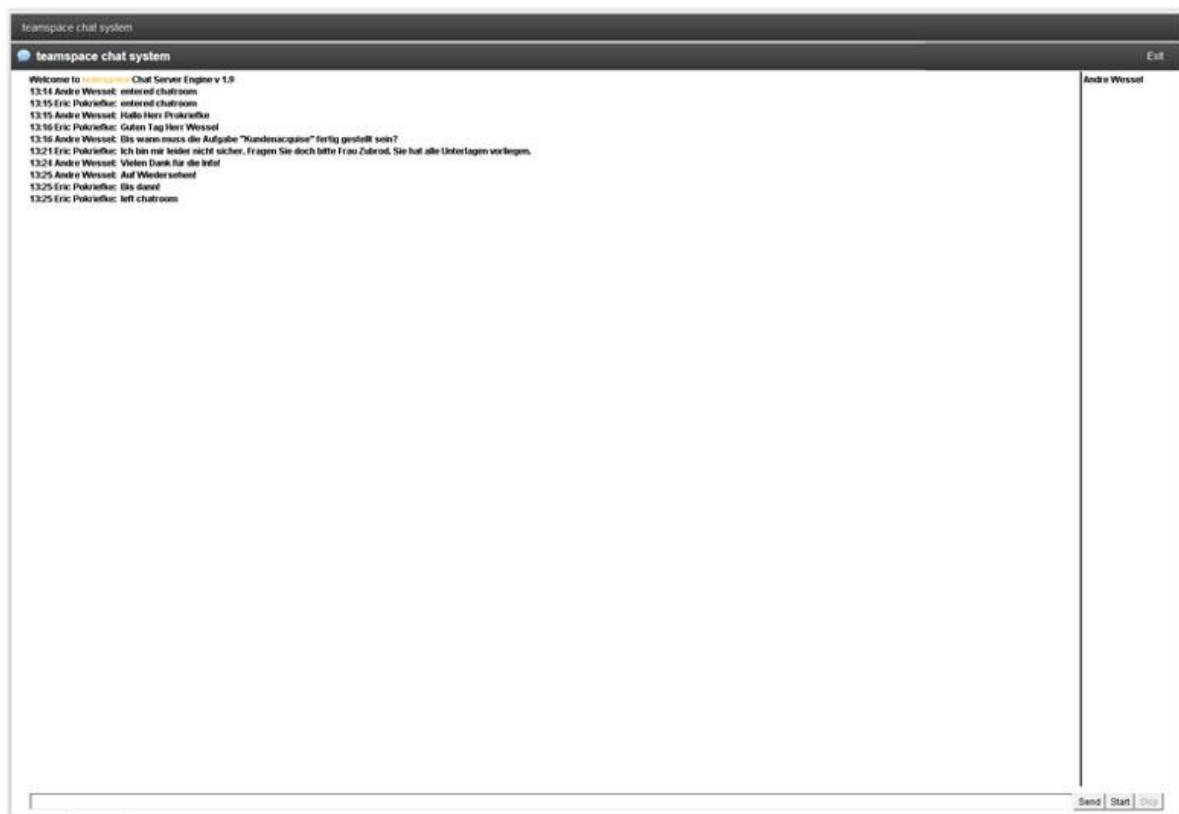 teamspace chat system
teamspace chat system
Exit
Welcome to teamspace Chat Server Engine v 1.9
13:14 Andre Wessel: entered chatroom
13:15 Eric Pokriefke: entered chatroom
13:15 Andre Wessel: Hallo Herr Prokriefke
13:16 Eric Pokriefke: Guten Tag Herr Wessel
13:16 Andre Wessel: Bis wann muss die Aufgabe "Kundenacquise" fertig gestellt sein?
13:21 Eric Pokriefke: Ich bin mir leider nicht sicher. Fragen Sie doch bitte Frau Zubrod. Sie hat alle Unterlagen vorliegen.
13:24 Andre Wessel: Vielen Dank für die Info!
13:25 Andre Wessel: Auf Wiedersehen!
13:25 Eric Pokriefke: Bis dann!
13:25 Eric Pokriefke: left chatroom
Andre Wessel
Send Start Stop